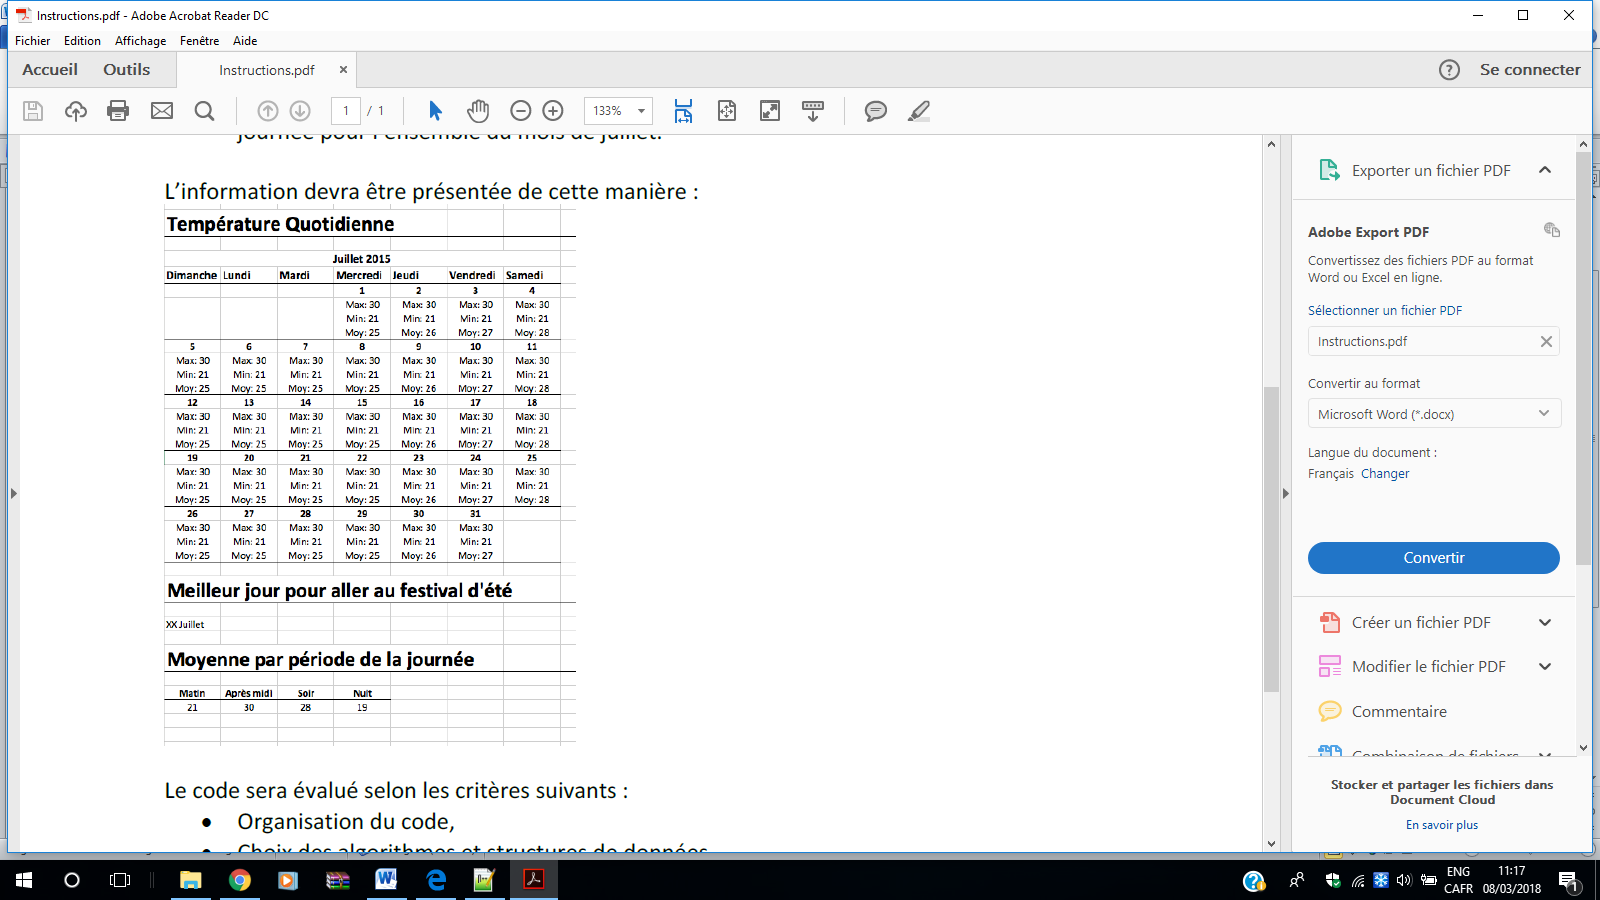 Instructions.pdf - Adobe Acrobat Reader DC
Fichier Edition Affichage Fenêtre Aide
Accueil Outils Instructions.pdf × ? Se connecter
1 / 1 133%
journée pour l'ensemble du mois de juillet.
L'information devra être présentée de cette manière :
Température Quotidienne
Juillet 2015
Dimanche Lundi Mardi Mercredi Jeudi Vendredi Samedi
1 2 3 4
Max: 30 Max: 30 Max: 30 Max: 30
Min: 21 Min: 21 Min: 21 Min: 21
Moy: 25 Moy: 26 Moy: 27 Moy: 28
5 6 7 8 9 10 11
Max: 30 Max: 30 Max: 30 Max: 30 Max: 30 Max: 30 Max: 30
Min: 21 Min: 21 Min: 21 Min: 21 Min: 21 Min: 21 Min: 21
Moy: 25 Moy: 25 Moy: 25 Moy: 25 Moy: 26 Moy: 27 Moy: 28
12 13 14 15 16 17 18
Max: 30 Max: 30 Max: 30 Max: 30 Max: 30 Max: 30 Max: 30
Min: 21 Min: 21 Min: 21 Min: 21 Min: 21 Min: 21 Min: 21
Moy: 25 Moy: 25 Moy: 25 Moy: 25 Moy: 26 Moy: 27 Moy: 28
19 20 21 22 23 24 25
Max: 30 Max: 30 Max: 30 Max: 30 Max: 30 Max: 30 Max: 30
Min: 21 Min: 21 Min: 21 Min: 21 Min: 21 Min: 21 Min: 21
Moy: 25 Moy: 25 Moy: 25 Moy: 25 Moy: 26 Moy: 27 Moy: 28
26 27 28 29 30 31
Max: 30 Max: 30 Max: 30 Max: 30 Max: 30 Max: 30
Min: 21 Min: 21 Min: 21 Min: 21 Min: 21 Min: 21
Moy: 25 Moy: 25 Moy: 25 Moy: 25 Moy: 26 Moy: 27
Meilleur jour pour aller au festival d'été
XX Juillet
Moyenne par période de la journée
Matin Après midi Soir Nuit
21 30 28 19
Le code sera évalué selon les critères suivants :
• Organisation du code,
• Choix des algorithmes et structures de données
Exporter un fichier PDF
Adobe Export PDF
Convertissez des fichiers PDF au format
Word ou Excel en ligne.
Sélectionner un fichier PDF
Instructions.pdf
Convertir au format
Microsoft Word (*.docx)
Langue du document :
Français Changer
Convertir
Créer un fichier PDF
Modifier le fichier PDF
Commentaire
Combinaison de fichiers
Stocker et partager les fichiers dans
Document Cloud
En savoir plus
ENG
CAFR
11:17
08/03/2018
1